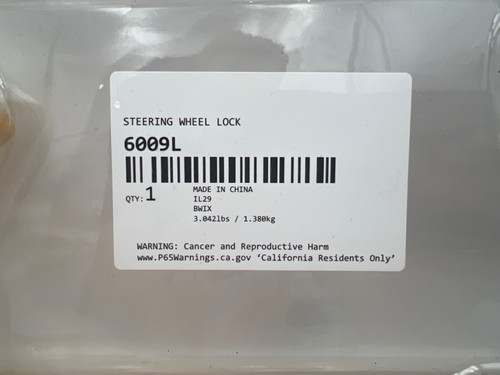 STEERING WHEEL LOCK
6009L
QTY: 1
MADE IN CHINA
IL29
BWIX
3.042lbs / 1.380kg
WARNING: Cancer and Reproductive Harm
www.P65Warnings.ca.gov ‘California Residents Only’